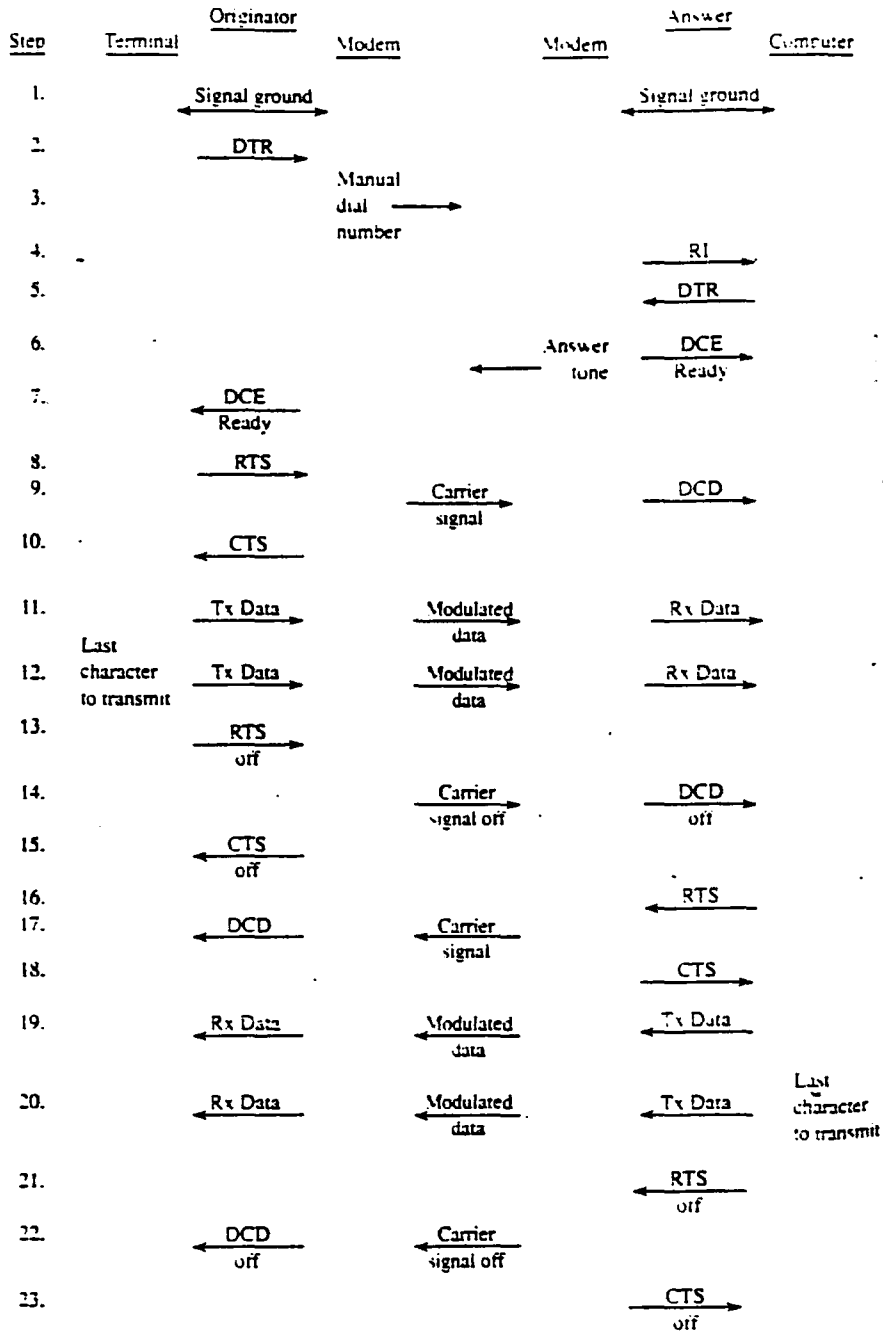 Originator Answer
Step Terminal Modem Modem Computer
1. Signal ground Signal ground
2. DTR
3. Manual
dial
number
4. RI
5. DTR
6. Answer DCE
tone Ready
7. DCE
Ready
8. RTS
9. Carrier DCD
signal
10. CTS
11. Tx Data Modulated Rx Data
data
Last
12. character Tx Data Modulated Rx Data
to transmit data
13. RTS
off
14. Carrier DCD
signal off off
15. CTS
off
16. RTS
17. DCD Carrier
signal
18. CTS
19. Rx Data Modulated Tx Data
data
Last
20. Rx Data Modulated Tx Data character
data to transmit
21. RTS
off
22. DCD Carrier
off signal off
23. CTS
off